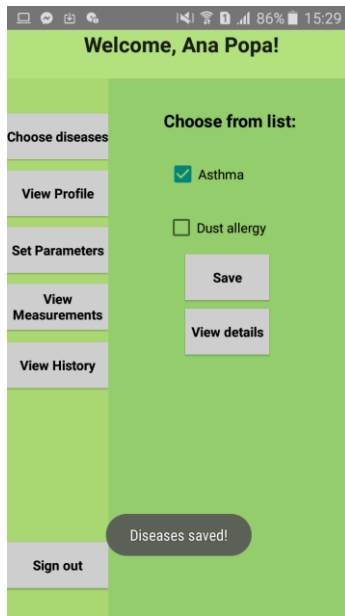 86% 15:29
Welcome, Ana Popa!
Choose diseases
View Profile
Set Parameters
View
Measurements
View History
Sign out
Choose from list:
Asthma
Dust allergy
Save
View details
Diseases saved!